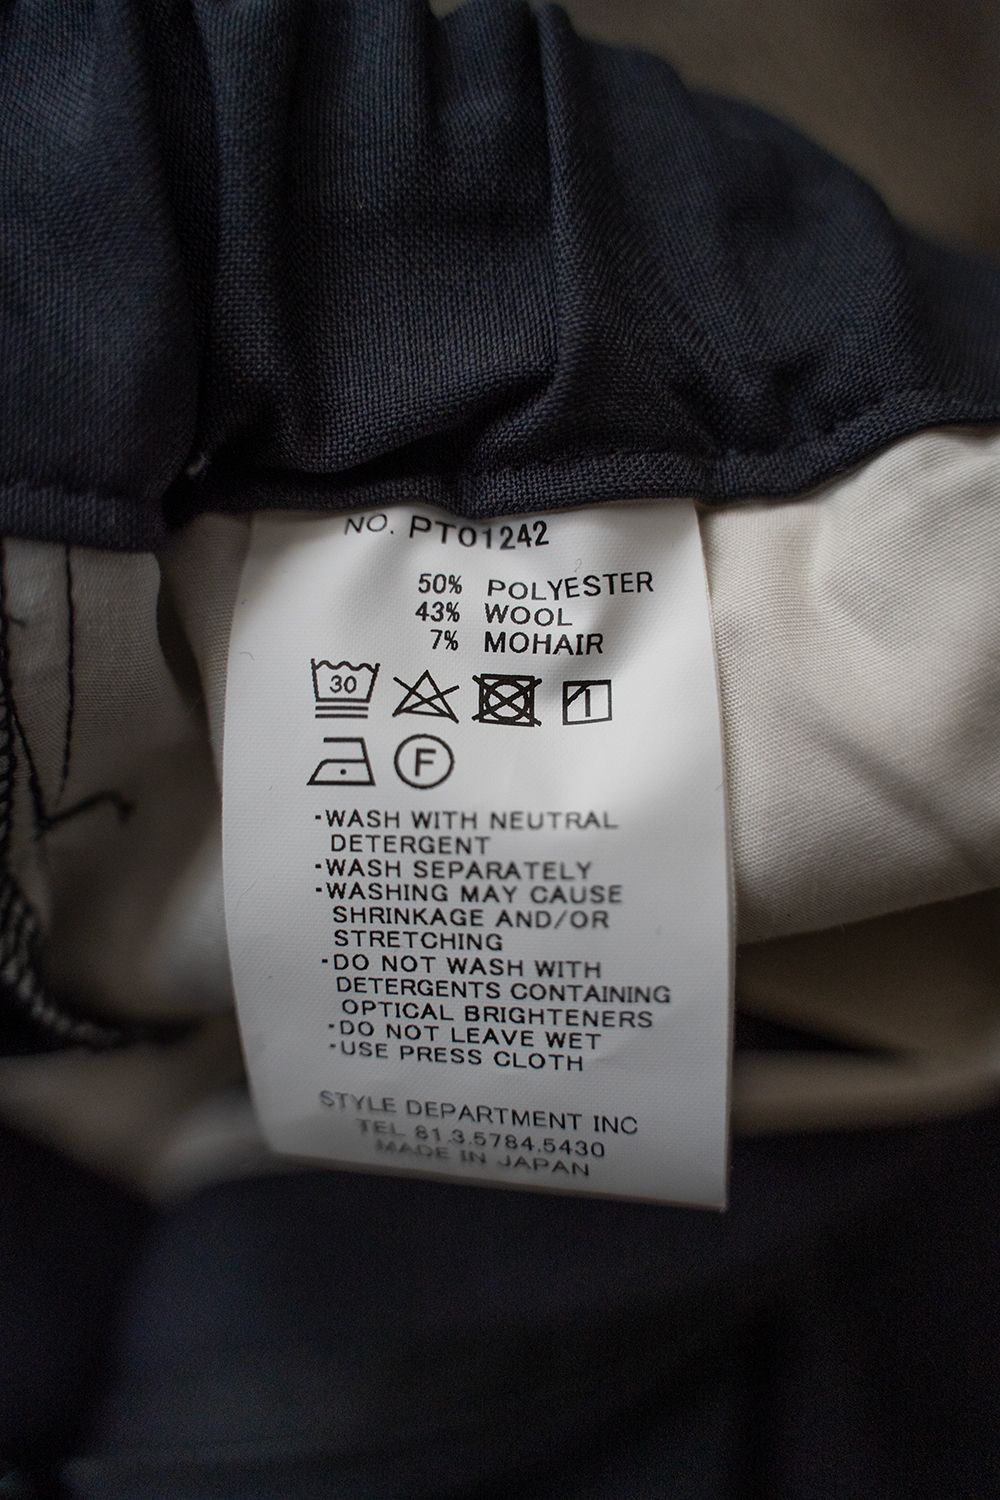 NO. PT01242
50% POLYESTER
43% WOOL
7% MOHAIR
30
F
-WASH WITH NEUTRAL
DETERGENT
-WASH SEPARATELY
-WASHING MAY CAUSE
SHRINKAGE AND/OR
STRETCHING
-DO NOT WASH WITH
DETERGENTS CONTAINING
OPTICAL BRIGHTENERS
-DO NOT LEAVE WET
-USE PRESS CLOTH
STYLE DEPARTMENT INC
TEL 81.3.5784.5430
MADE IN JAPAN